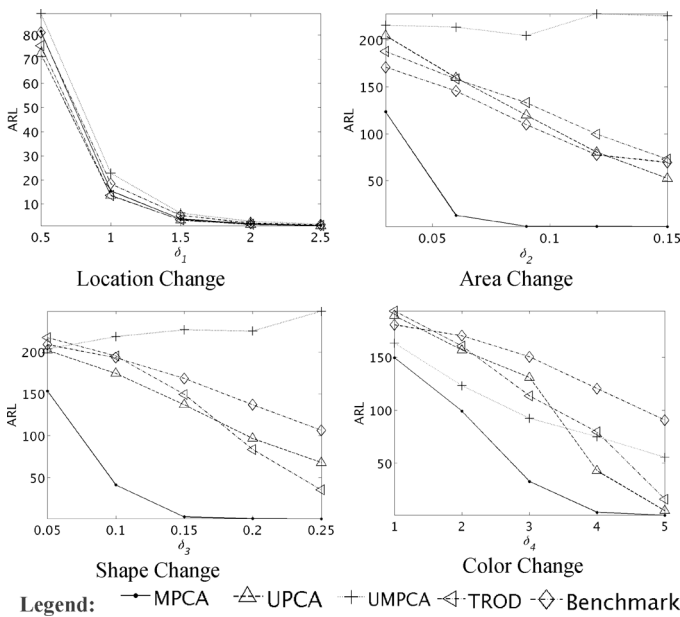 80
70
60
50
40
30
20
10
ARL
0.5 1 1.5 2 2.5
δ1
Location Change
200
150
100
50
ARL
0.05 0.1 0.15
δ2
Area Change
200
150
100
50
ARL
0.05 0.1 0.15 0.2 0.25
δ3
Shape Change
150
100
50
ARL
1 2 3 4 5
δ4
Color Change
Legend: MPCA UPCA UMPCA TROD Benchmark